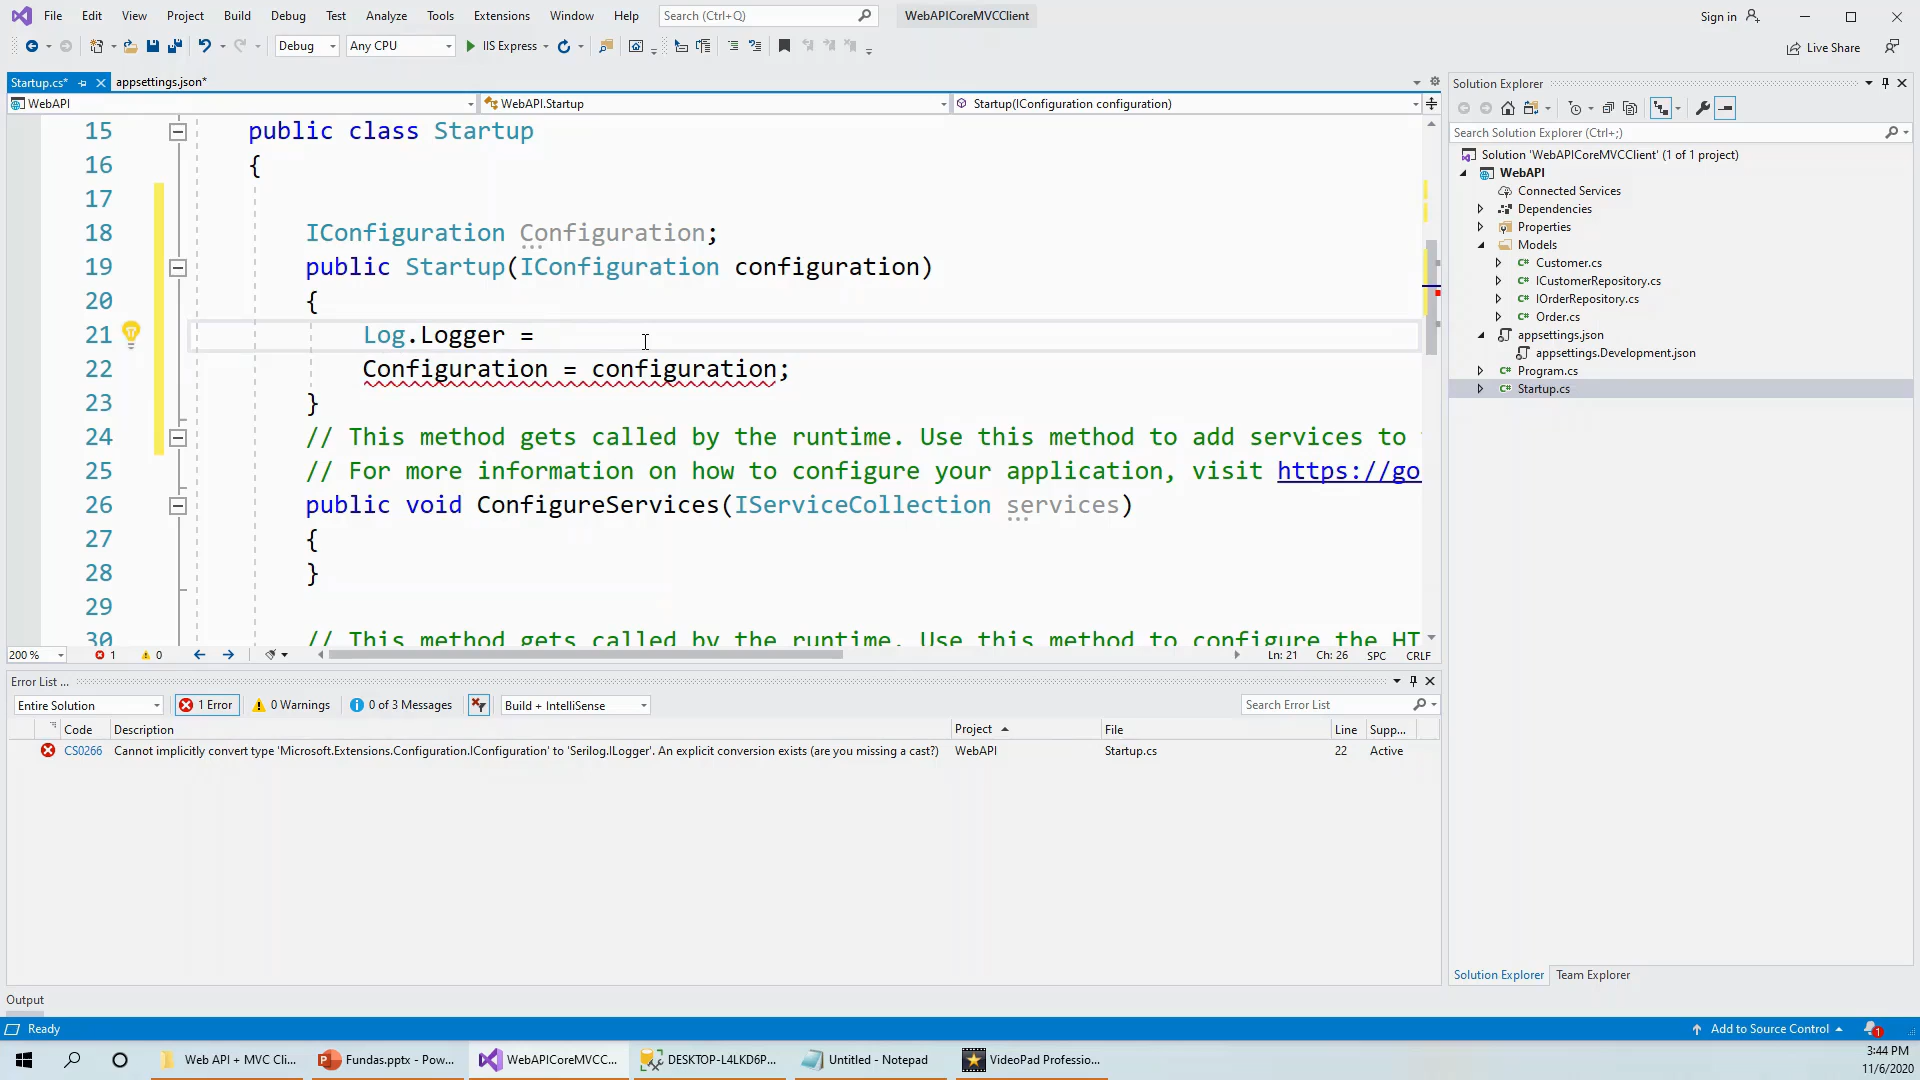 File Edit View Project Build Debug Test Analyze Tools Extensions Window Help Search (Ctrl+Q) WebAPICoreMVCClient Sign in
Debug Any CPU IIS Express Live Share
Startup.cs* appsettings.json*
WebAPI WebAPI.Startup Startup(IConfiguration configuration)
15 public class Startup
16 {
17
18 IConfiguration Configuration;
19 public Startup(IConfiguration configuration)
20 {
21 Log.Logger =
22 Configuration = configuration;
23 }
24 // This method gets called by the runtime. Use this method to add services to
25 // For more information on how to configure your application, visit https://go
26 public void ConfigureServices(IServiceCollection services)
27 {
28 }
29
30 // This method gets called by the runtime. Use this method to configure the HT
200 % 1 0 Ln: 21 Ch: 26 SPC CRLF
Error List ...
Entire Solution 1 Error 0 Warnings 0 of 3 Messages Build + IntelliSense Search Error List
Code Description Project File Line Supp...
CS0266 Cannot implicitly convert type 'Microsoft.Extensions.Configuration.IConfiguration' to 'Serilog.ILogger'. An explicit conversion exists (are you missing a cast?) WebAPI Startup.cs 22 Active
Output
Ready Add to Source Control 1
Solution Explorer
Search Solution Explorer (Ctrl+;)
Solution 'WebAPICoreMVCClient' (1 of 1 project)
WebAPI
Connected Services
Dependencies
Properties
Models
C# Customer.cs
C# ICustomerRepository.cs
C# IOrderRepository.cs
C# Order.cs
appsettings.json
appsettings.Development.json
C# Program.cs
C# Startup.cs
Solution Explorer Team Explorer
Web API + MVC Cli... Fundas.pptx - Pow... WebAPICoreMVCC... DESKTOP-L4LKD6P... Untitled - Notepad VideoPad Professio...
3:44 PM
11/6/2020